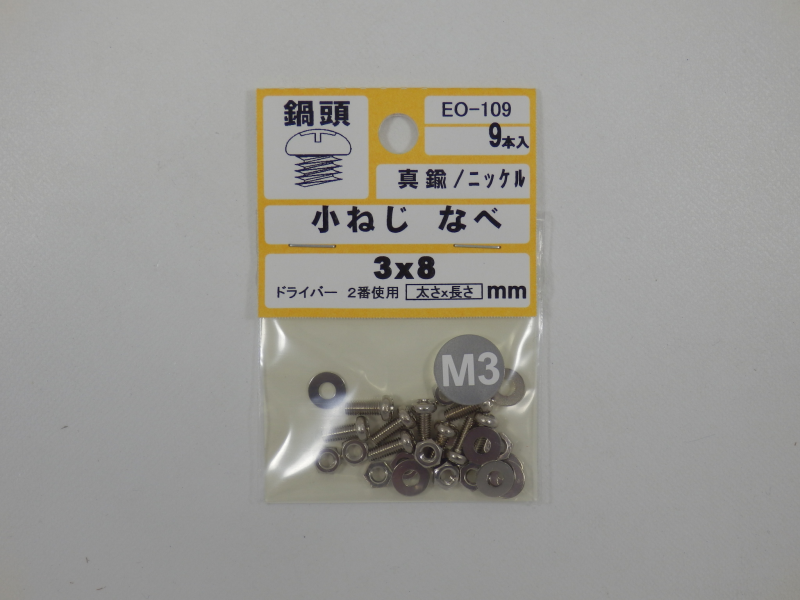 鍋頭
EO-109
9本入
真鍮/ニッケル
小ねじ なべ
3x8
ドライバー 2番使用 太さx長さ mm
M3